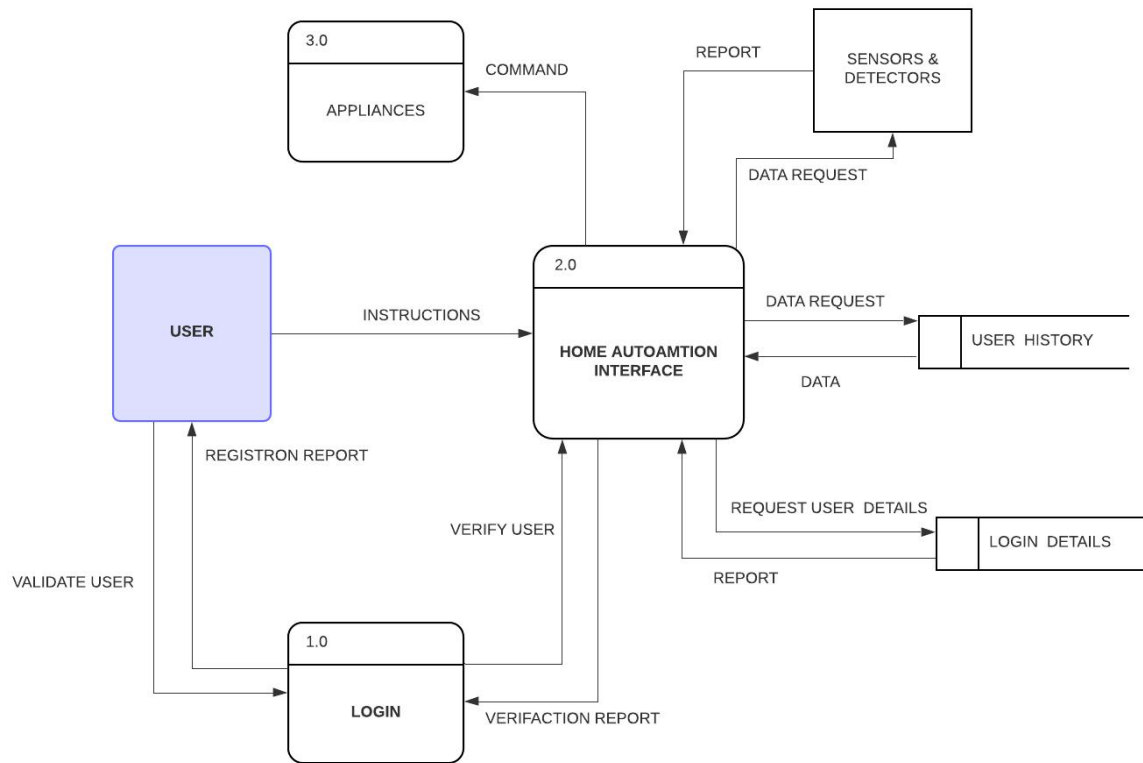 3.0
APPLIANCES
COMMAND
REPORT
SENSORS &
DETECTORS
DATA REQUEST
USER
INSTRUCTIONS
2.0
HOME AUTOAMTION
INTERFACE
DATA REQUEST
USER HISTORY
DATA
REGISTRON REPORT
VERIFY USER
REQUEST USER DETAILS
LOGIN DETAILS
REPORT
VALIDATE USER
1.0
LOGIN
VERIFACTION REPORT